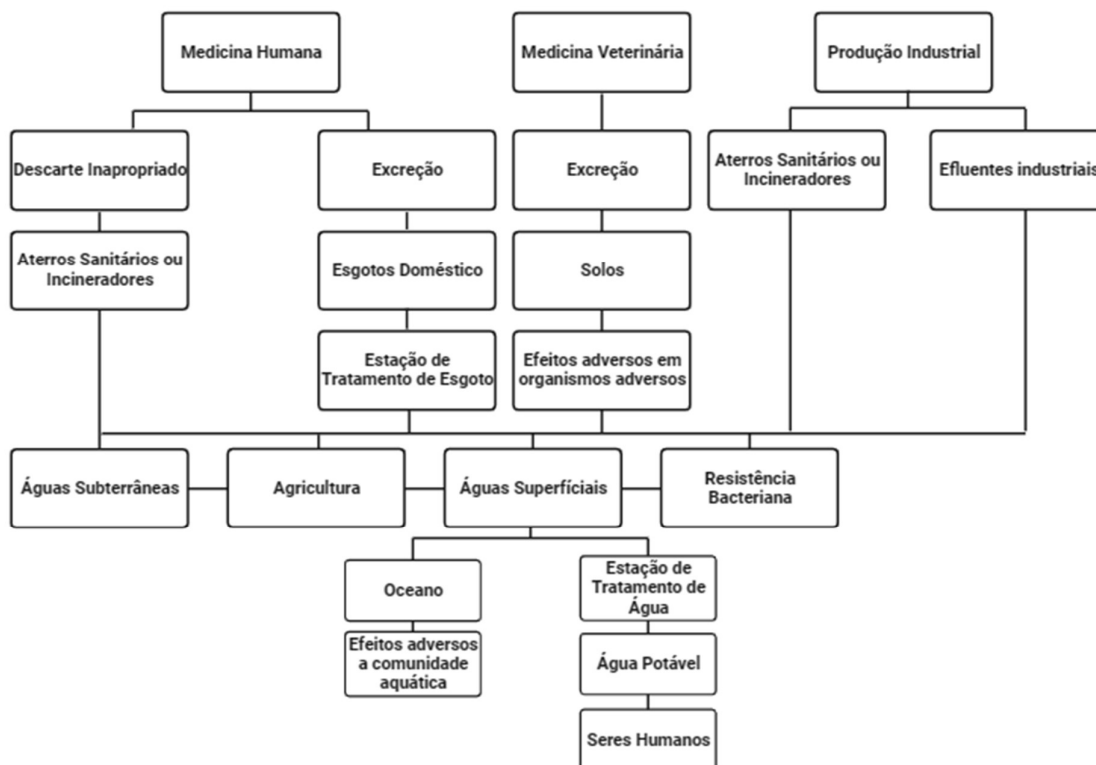 Medicina Humana
Medicina Veterinária
Produção Industrial
Descarte Inapropriado
Excreção
Excreção
Aterros Sanitários ou
Incineradores
Efluentes industriais
Aterros Sanitários ou
Incineradores
Esgotos Doméstico
Solos
Estação de
Tratamento de Esgoto
Efeitos adversos em
organismos adversos
Águas Subterrâneas
Agricultura
Águas Superfíciais
Resistência
Bacteriana
Oceano
Estação de
Tratamento de
Água
Efeitos adversos
a comunidade
aquática
Água Potável
Seres Humanos